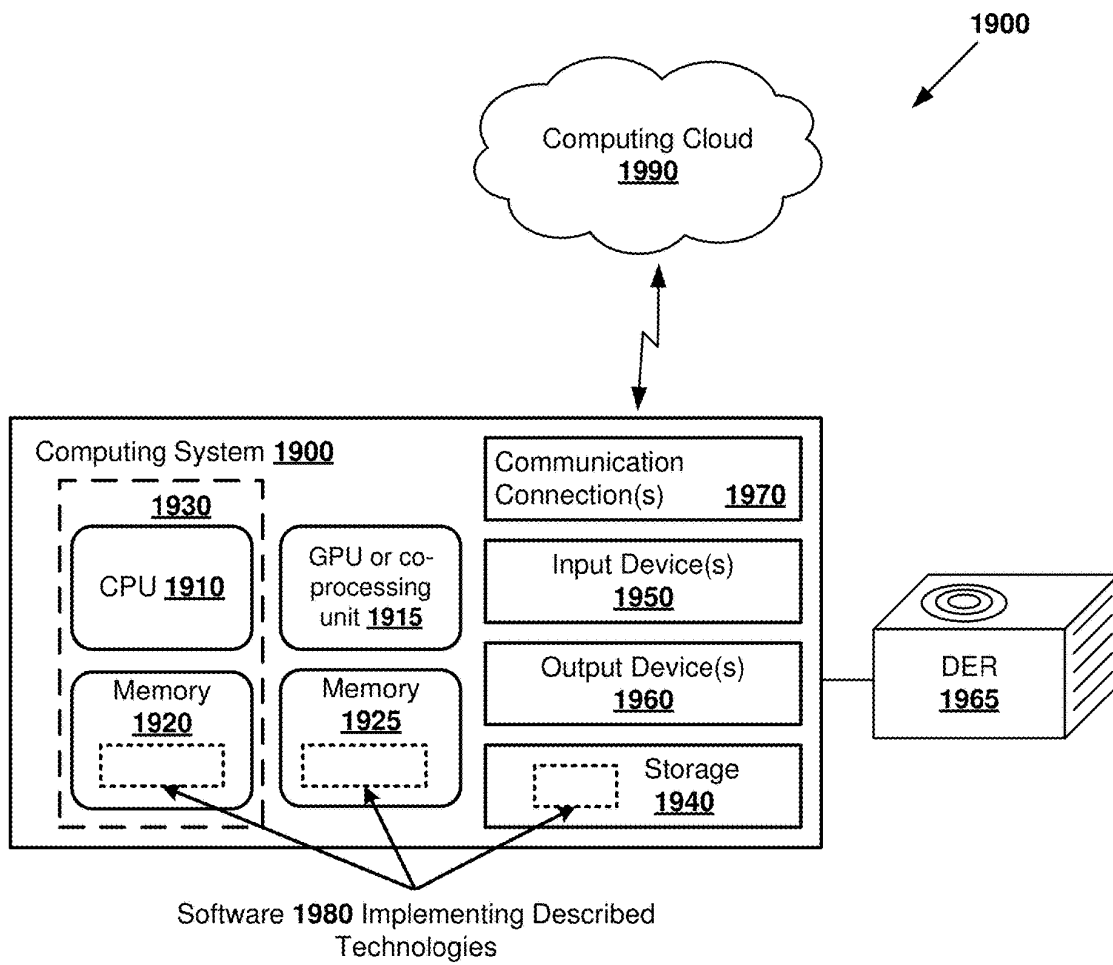 1900
Computing Cloud
1990
Computing System 1900
1930
CPU 1910
GPU or co-
processing
unit 1915
Memory
1920
Memory
1925
Communication
Connection(s) 1970
Input Device(s)
1950
Output Device(s)
1960
Storage
1940
DER
1965
Software 1980 Implementing Described
Technologies